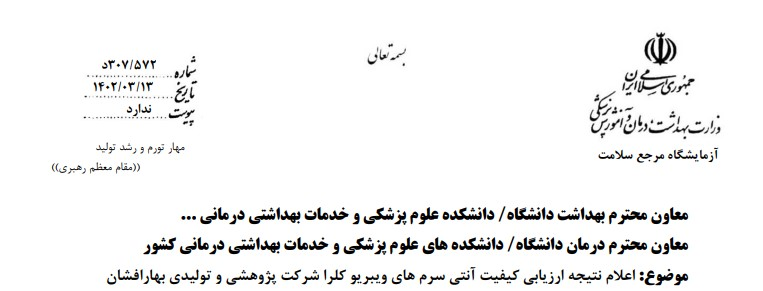 بسمه تعالی
جمهوری اسلامی ایران
وزارت بهداشت، درمان و آموزش پزشکی
آزمایشگاه مرجع سلامت
شماره ۳۰۷/۵۷۲د
تاریخ ۱۴۰۲/۰۳/۱۳
پیوست ندارد
مهار تورم و رشد تولید
((مقام معظم رهبری))
معاون محترم بهداشت دانشگاه/ دانشکده علوم پزشکی و خدمات بهداشتی درمانی ...
معاون محترم درمان دانشگاه/ دانشکده های علوم پزشکی و خدمات بهداشتی درمانی کشور
موضوع: اعلام نتیجه ارزیابی کیفیت آنتی سرم های ویبریو کلرا شرکت پژوهشی و تولیدی بهارافشان